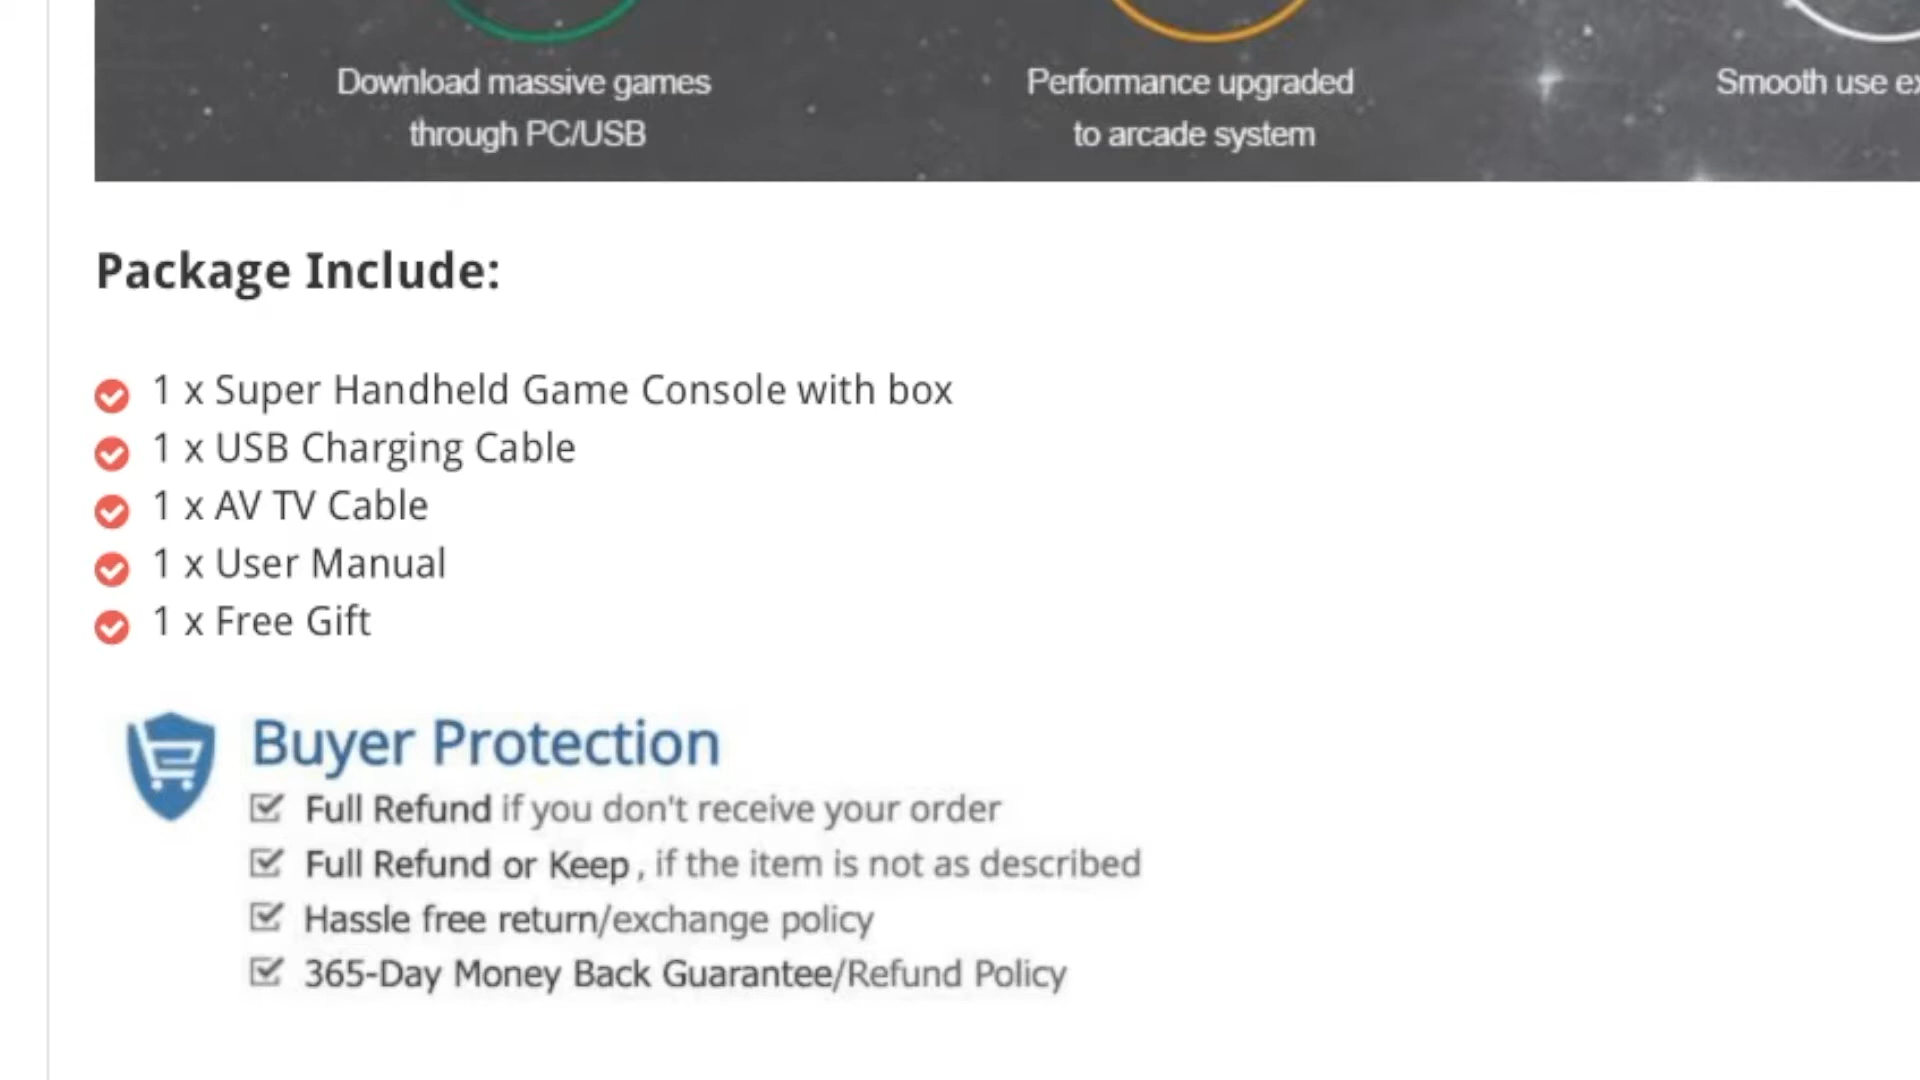 Download massive games
through PC/USB
Performance upgraded
to arcade system
Smooth use
Package Include:
1 x Super Handheld Game Console with box
1 x USB Charging Cable
1 x AV TV Cable
1 x User Manual
1 x Free Gift
Buyer Protection
Full Refund if you don't receive your order
Full Refund or Keep , if the item is not as described
Hassle free return/exchange policy
365-Day Money Back Guarantee/Refund Policy